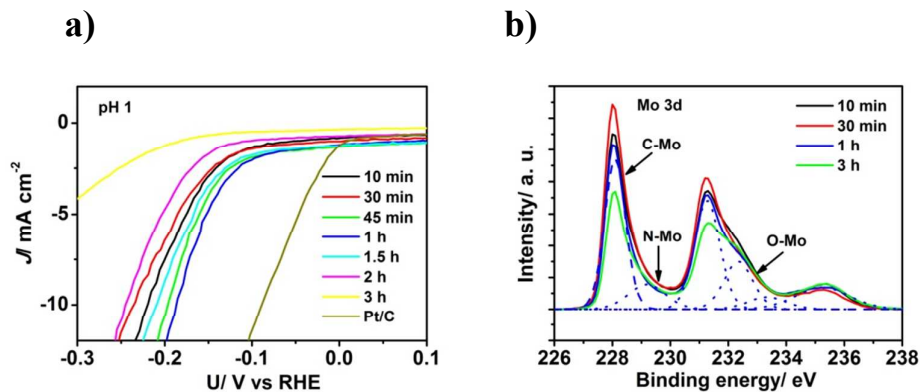 a)
b)
pH 1
0
-5
-10
J/ mA cm⁻²
10 min
30 min
45 min
1 h
1.5 h
2 h
3 h
Pt/C
-0.3 -0.2 -0.1 0.0 0.1
U/ V vs RHE
Mo 3d
C-Mo
N-Mo
O-Mo
10 min
30 min
1 h
3 h
Intensity/ a. u.
226 228 230 232 234 236 238
Binding energy/ eV